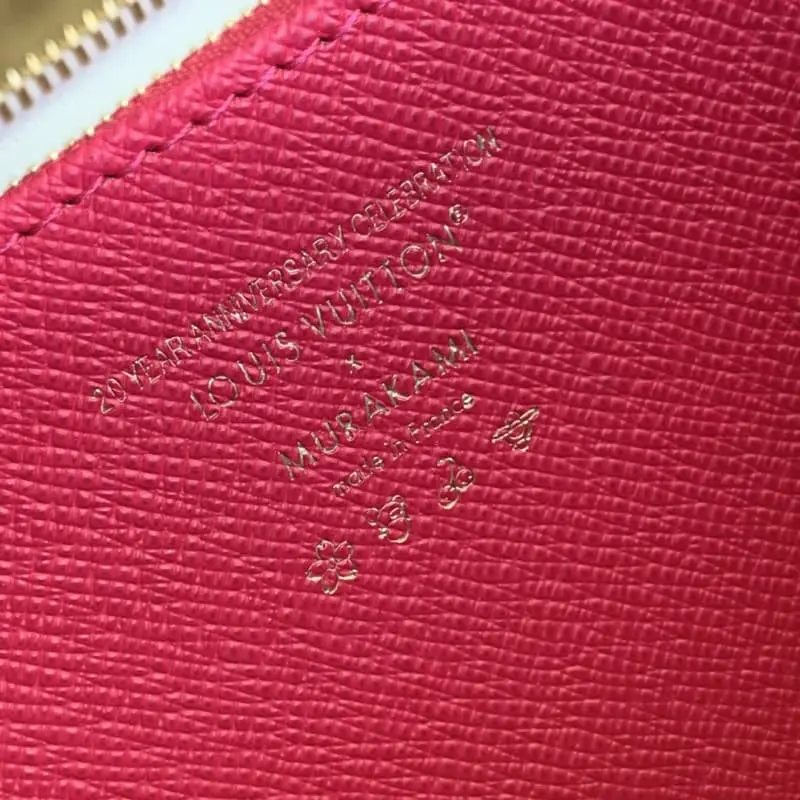 20 YEAR ANNIVERSARY CELEBRATION
LOUIS VUITTON®
x
MURAKAMI
made in France